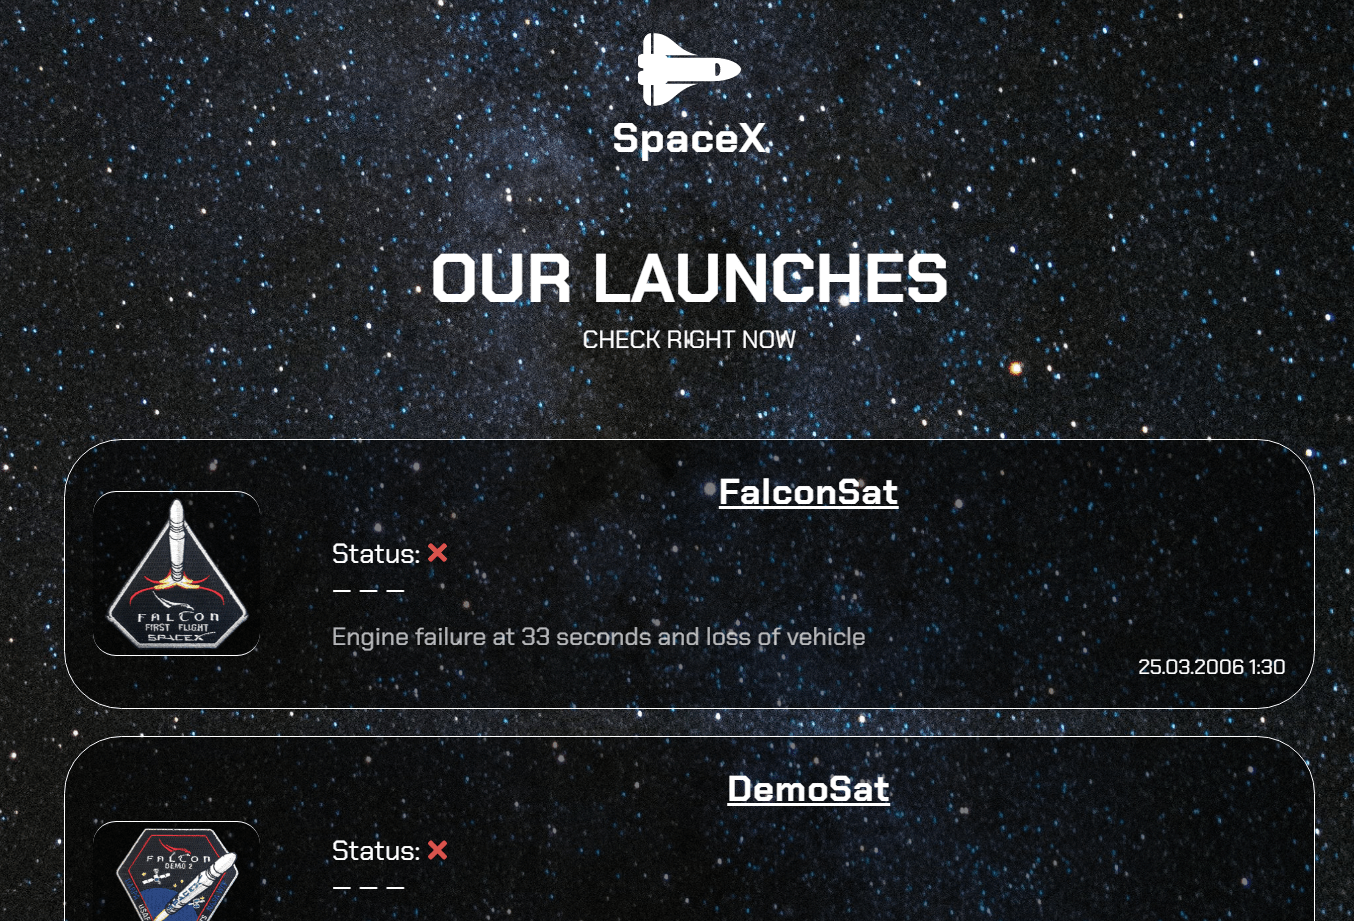 SpaceX
OUR LAUNCHES
CHECK RIGHT NOW
FalconSat
Status: ❌
– – –
Engine failure at 33 seconds and loss of vehicle
25.03.2006 1:30
FALCON
FIRST FLIGHT
SPACEX
DemoSat
Status: ❌
– – –
FALCON
DEMO 2